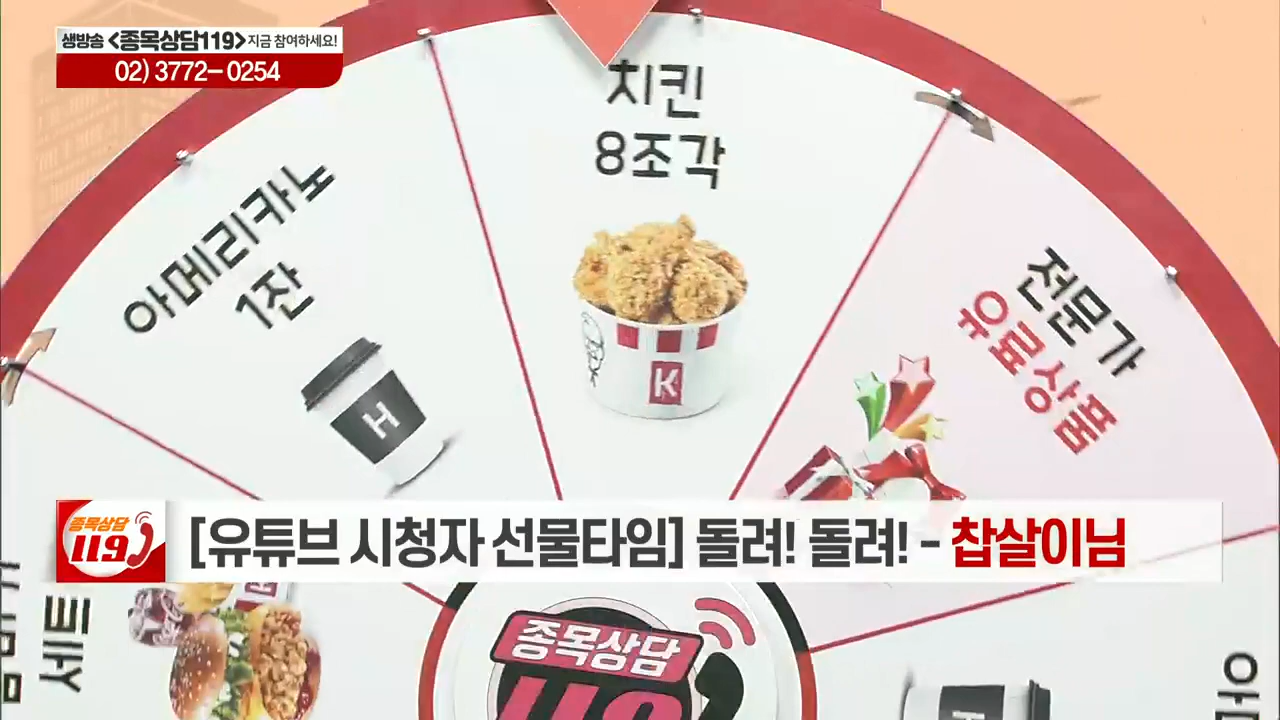 생방송 <종목상담119> 지금 참여하세요!
02) 3772-0254
치킨
8조각
아메리카노
1잔
H
K
전문가
유료상품
종목상담
119
[유튜브 시청자 선물타임] 돌려! 돌려! - 찹살이님
세트
종목상담
119
H